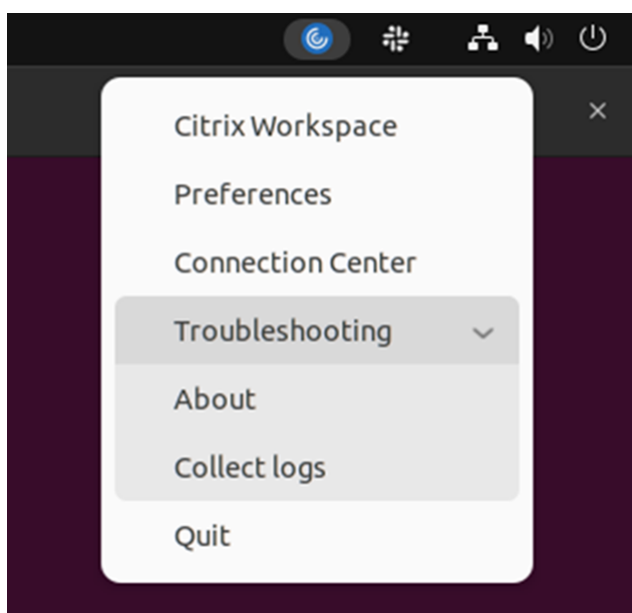 Citrix Workspace
Preferences
Connection Center
Troubleshooting
About
Collect logs
Quit